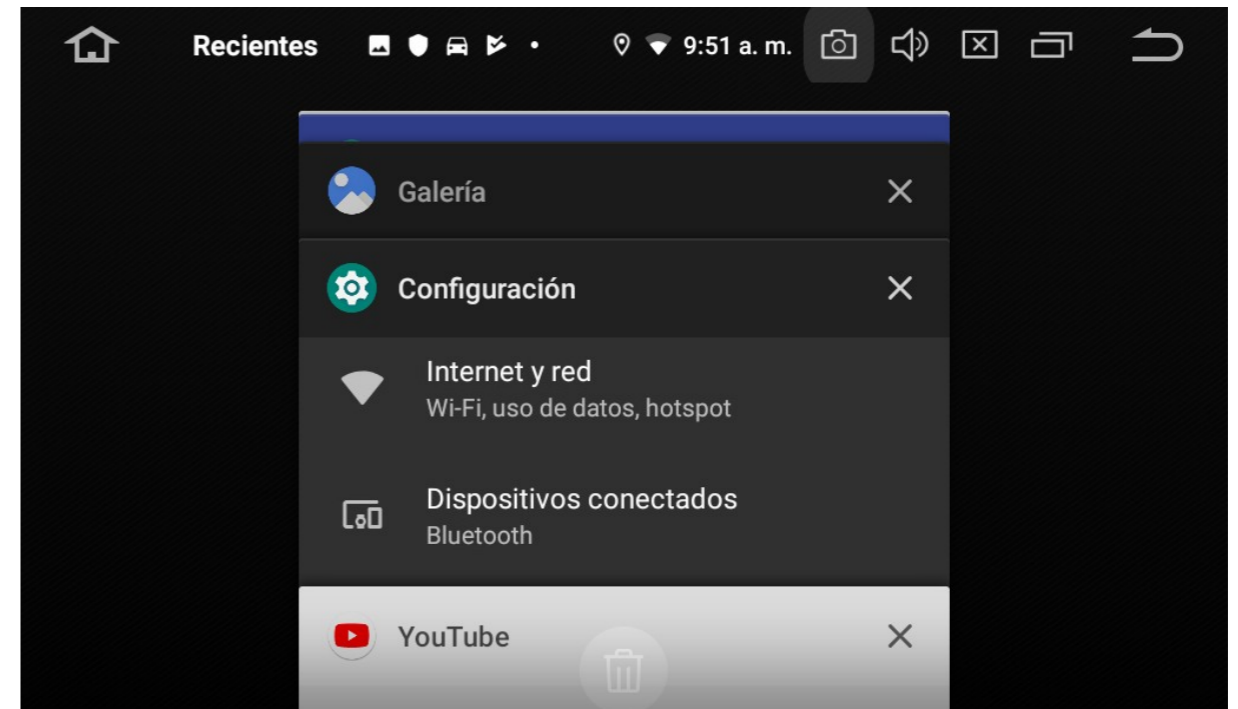 Recientes
9:51 a. m.
Galería
Configuración
Internet y red
Wi-Fi, uso de datos, hotspot
Dispositivos conectados
Bluetooth
YouTube